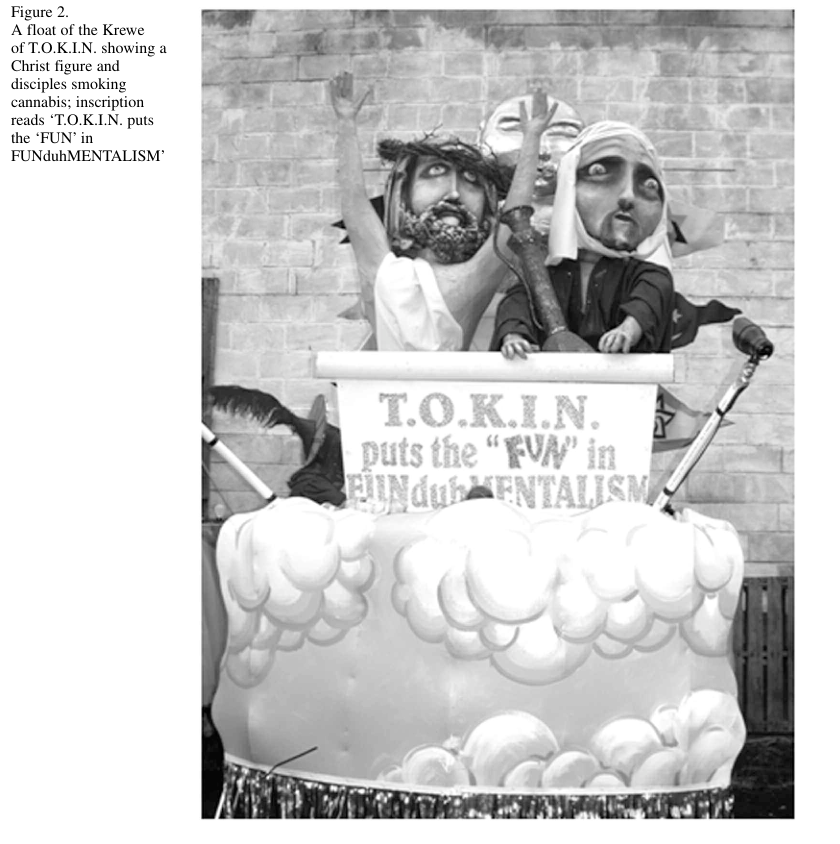 Figure 2.
A float of the Krewe
of T.O.K.I.N. showing a
Christ figure and
disciples smoking
cannabis; inscription
reads ‘T.O.K.I.N. puts
the ‘FUN’ in
FUNduhMENTALISM’
T.O.K.I.N.
puts the "FUN" in
FUNduhMENTALISM